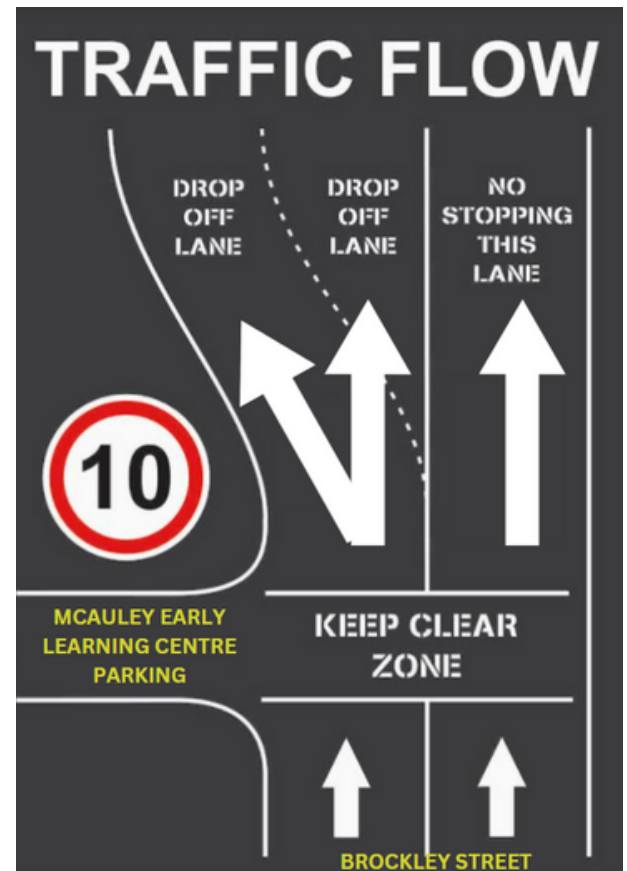 TRAFFIC FLOW
DROP
OFF
LANE
DROP
OFF
LANE
NO
STOPPING
THIS
LANE
10
MCAULEY EARLY
LEARNING CENTRE
PARKING
KEEP CLEAR
ZONE
BROCKLEY STREET